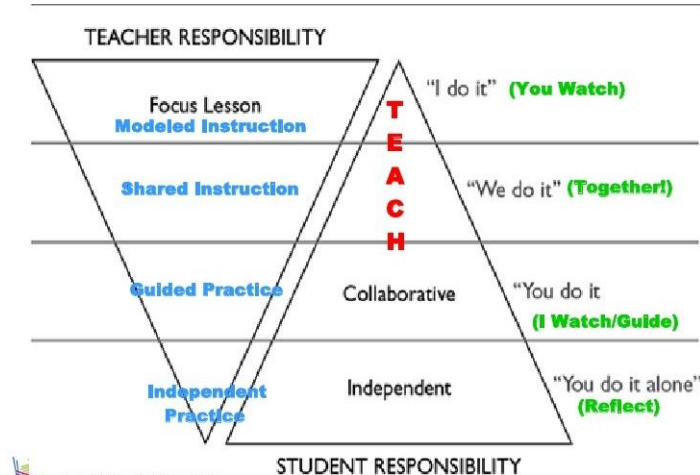 TEACHER RESPONSIBILITY
Focus Lesson
Modeled Instruction
"I do it" (You Watch)
TEACH
Shared Instruction
"We do it" (Together!)
Guided Practice
Collaborative
"You do it
(I Watch/Guide)
Independent
Practice
Independent
"You do it alone"
(Reflect)
STUDENT RESPONSIBILITY